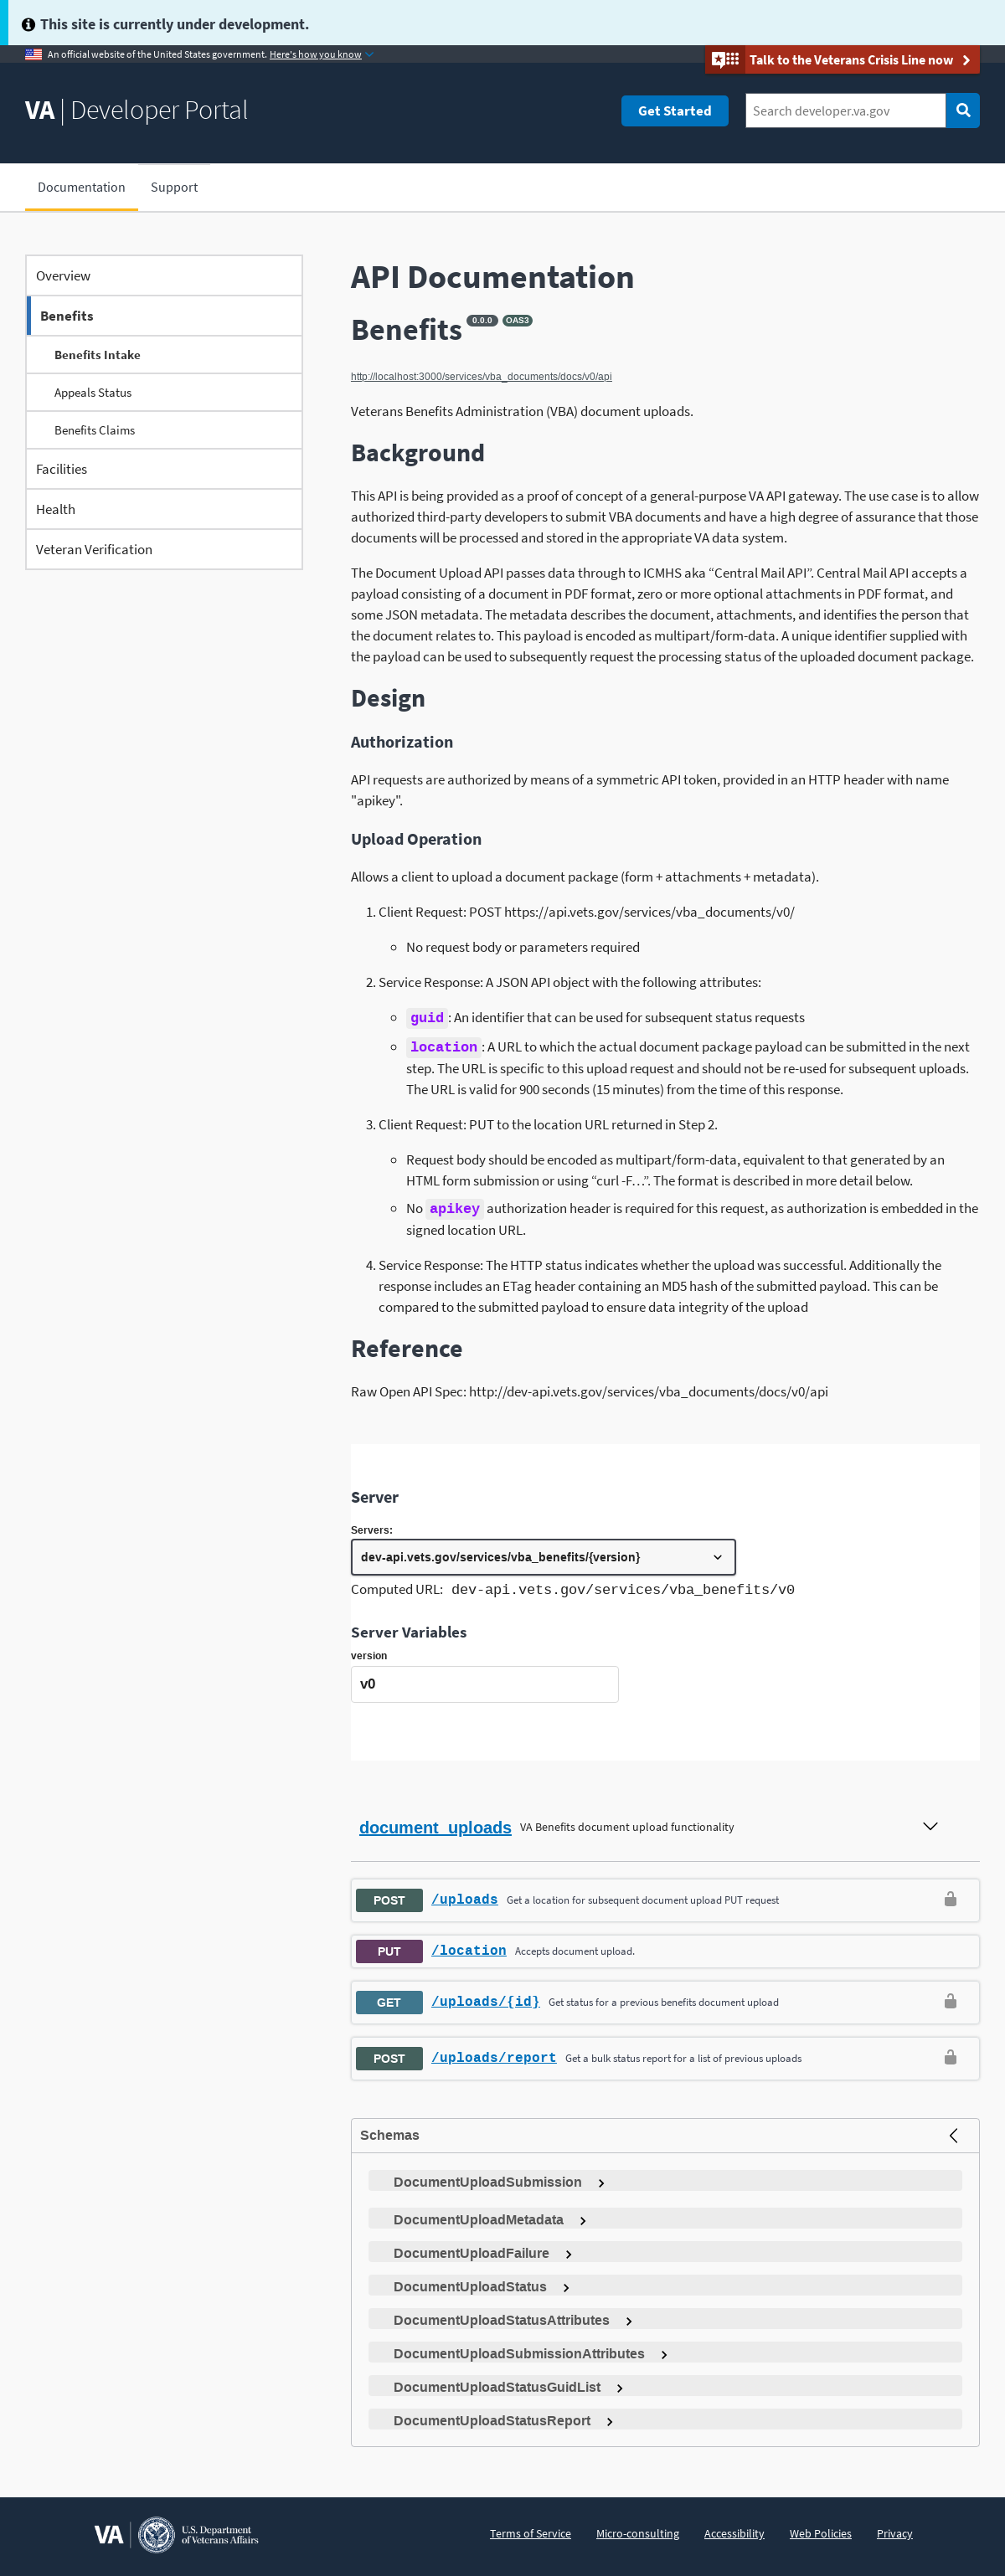 This site is currently under development.
An official website of the United States government. Here's how you know
Talk to the Veterans Crisis Line now
VA | Developer Portal
Get Started
Search developer.va.gov
Documentation
Support
Overview
Benefits
Benefits Intake
Appeals Status
Benefits Claims
Facilities
Health
Veteran Verification
API Documentation
Benefits 0.0.0 OAS3
http://localhost:3000/services/vba_documents/docs/v0/api
Veterans Benefits Administration (VBA) document uploads.
Background
This API is being provided as a proof of concept of a general-purpose VA API gateway. The use case is to allow
authorized third-party developers to submit VBA documents and have a high degree of assurance that those
documents will be processed and stored in the appropriate VA data system.
The Document Upload API passes data through to ICMHS aka “Central Mail API”. Central Mail API accepts a
payload consisting of a document in PDF format, zero or more optional attachments in PDF format, and
some JSON metadata. The metadata describes the document, attachments, and identifies the person that
the document relates to. This payload is encoded as multipart/form-data. A unique identifier supplied with
the payload can be used to subsequently request the processing status of the uploaded document package.
Design
Authorization
API requests are authorized by means of a symmetric API token, provided in an HTTP header with name
"apikey".
Upload Operation
Allows a client to upload a document package (form + attachments + metadata).
1. Client Request: POST https://api.vets.gov/services/vba_documents/v0/
No request body or parameters required
2. Service Response: A JSON API object with the following attributes:
guid : An identifier that can be used for subsequent status requests
location : A URL to which the actual document package payload can be submitted in the next
step. The URL is specific to this upload request and should not be re-used for subsequent uploads.
The URL is valid for 900 seconds (15 minutes) from the time of this response.
3. Client Request: PUT to the location URL returned in Step 2.
Request body should be encoded as multipart/form-data, equivalent to that generated by an
HTML form submission or using “curl -F…”. The format is described in more detail below.
No apikey authorization header is required for this request, as authorization is embedded in the
signed location URL.
4. Service Response: The HTTP status indicates whether the upload was successful. Additionally the
response includes an ETag header containing an MD5 hash of the submitted payload. This can be
compared to the submitted payload to ensure data integrity of the upload
Reference
Raw Open API Spec: http://dev-api.vets.gov/services/vba_documents/docs/v0/api
Server
Servers:
dev-api.vets.gov/services/vba_benefits/{version}
Computed URL: dev-api.vets.gov/services/vba_benefits/v0
Server Variables
version
v0
document_uploads VA Benefits document upload functionality
POST /uploads Get a location for subsequent document upload PUT request
PUT /location Accepts document upload.
GET /uploads/{id} Get status for a previous benefits document upload
POST /uploads/report Get a bulk status report for a list of previous uploads
Schemas
DocumentUploadSubmission
DocumentUploadMetadata
DocumentUploadFailure
DocumentUploadStatus
DocumentUploadStatusAttributes
DocumentUploadSubmissionAttributes
DocumentUploadStatusGuidList
DocumentUploadStatusReport
VA
U.S. Department
of Veterans Affairs
Terms of Service Micro-consulting Accessibility Web Policies Privacy